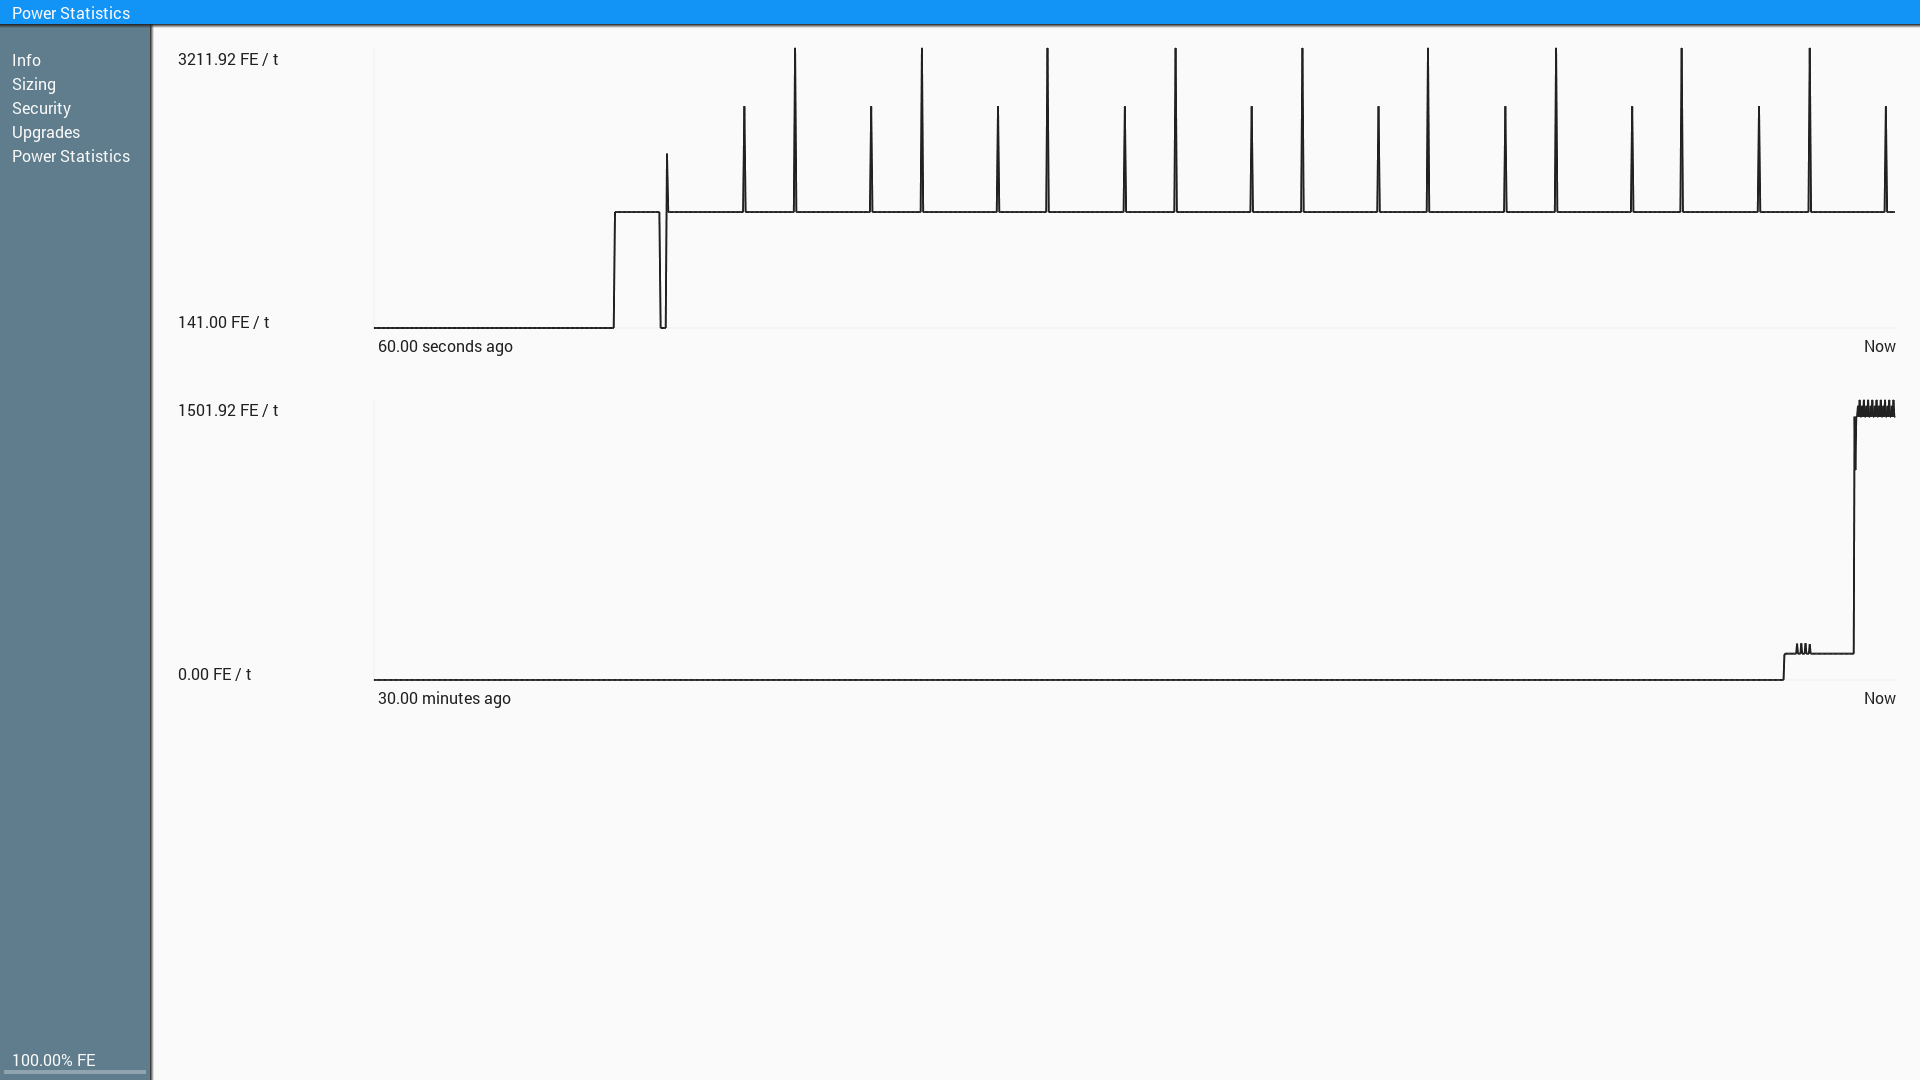 Power Statistics
Info
Sizing
Security
Upgrades
Power Statistics
3211.92 FE / t
141.00 FE / t
60.00 seconds ago
Now
1501.92 FE / t
0.00 FE / t
30.00 minutes ago
Now
100.00% FE